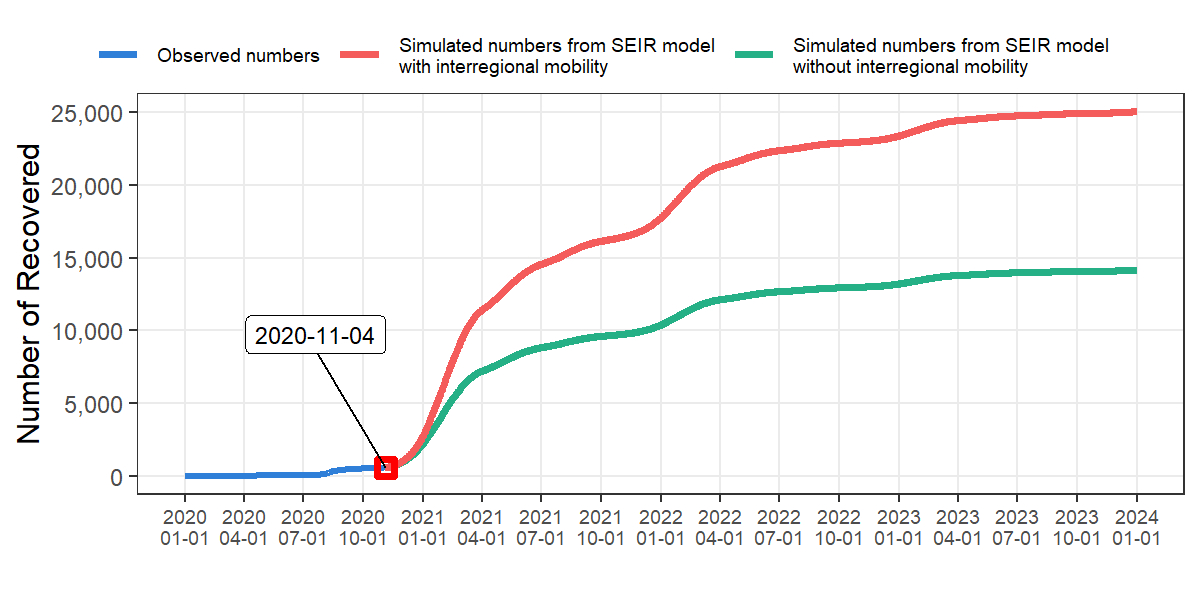 Observed numbers
Simulated numbers from SEIR model
with interregional mobility
Simulated numbers from SEIR model
without interregional mobility
Number of Recovered
25,000
20,000
15,000
10,000
5,000
0
2020-11-04
2020 2020 2020 2020 2021 2021 2021 2021 2022 2022 2022 2022 2023 2023 2023 2023 2024
01-01 04-01 07-01 10-01 01-01 04-01 07-01 10-01 01-01 04-01 07-01 10-01 01-01 04-01 07-01 10-01 01-01